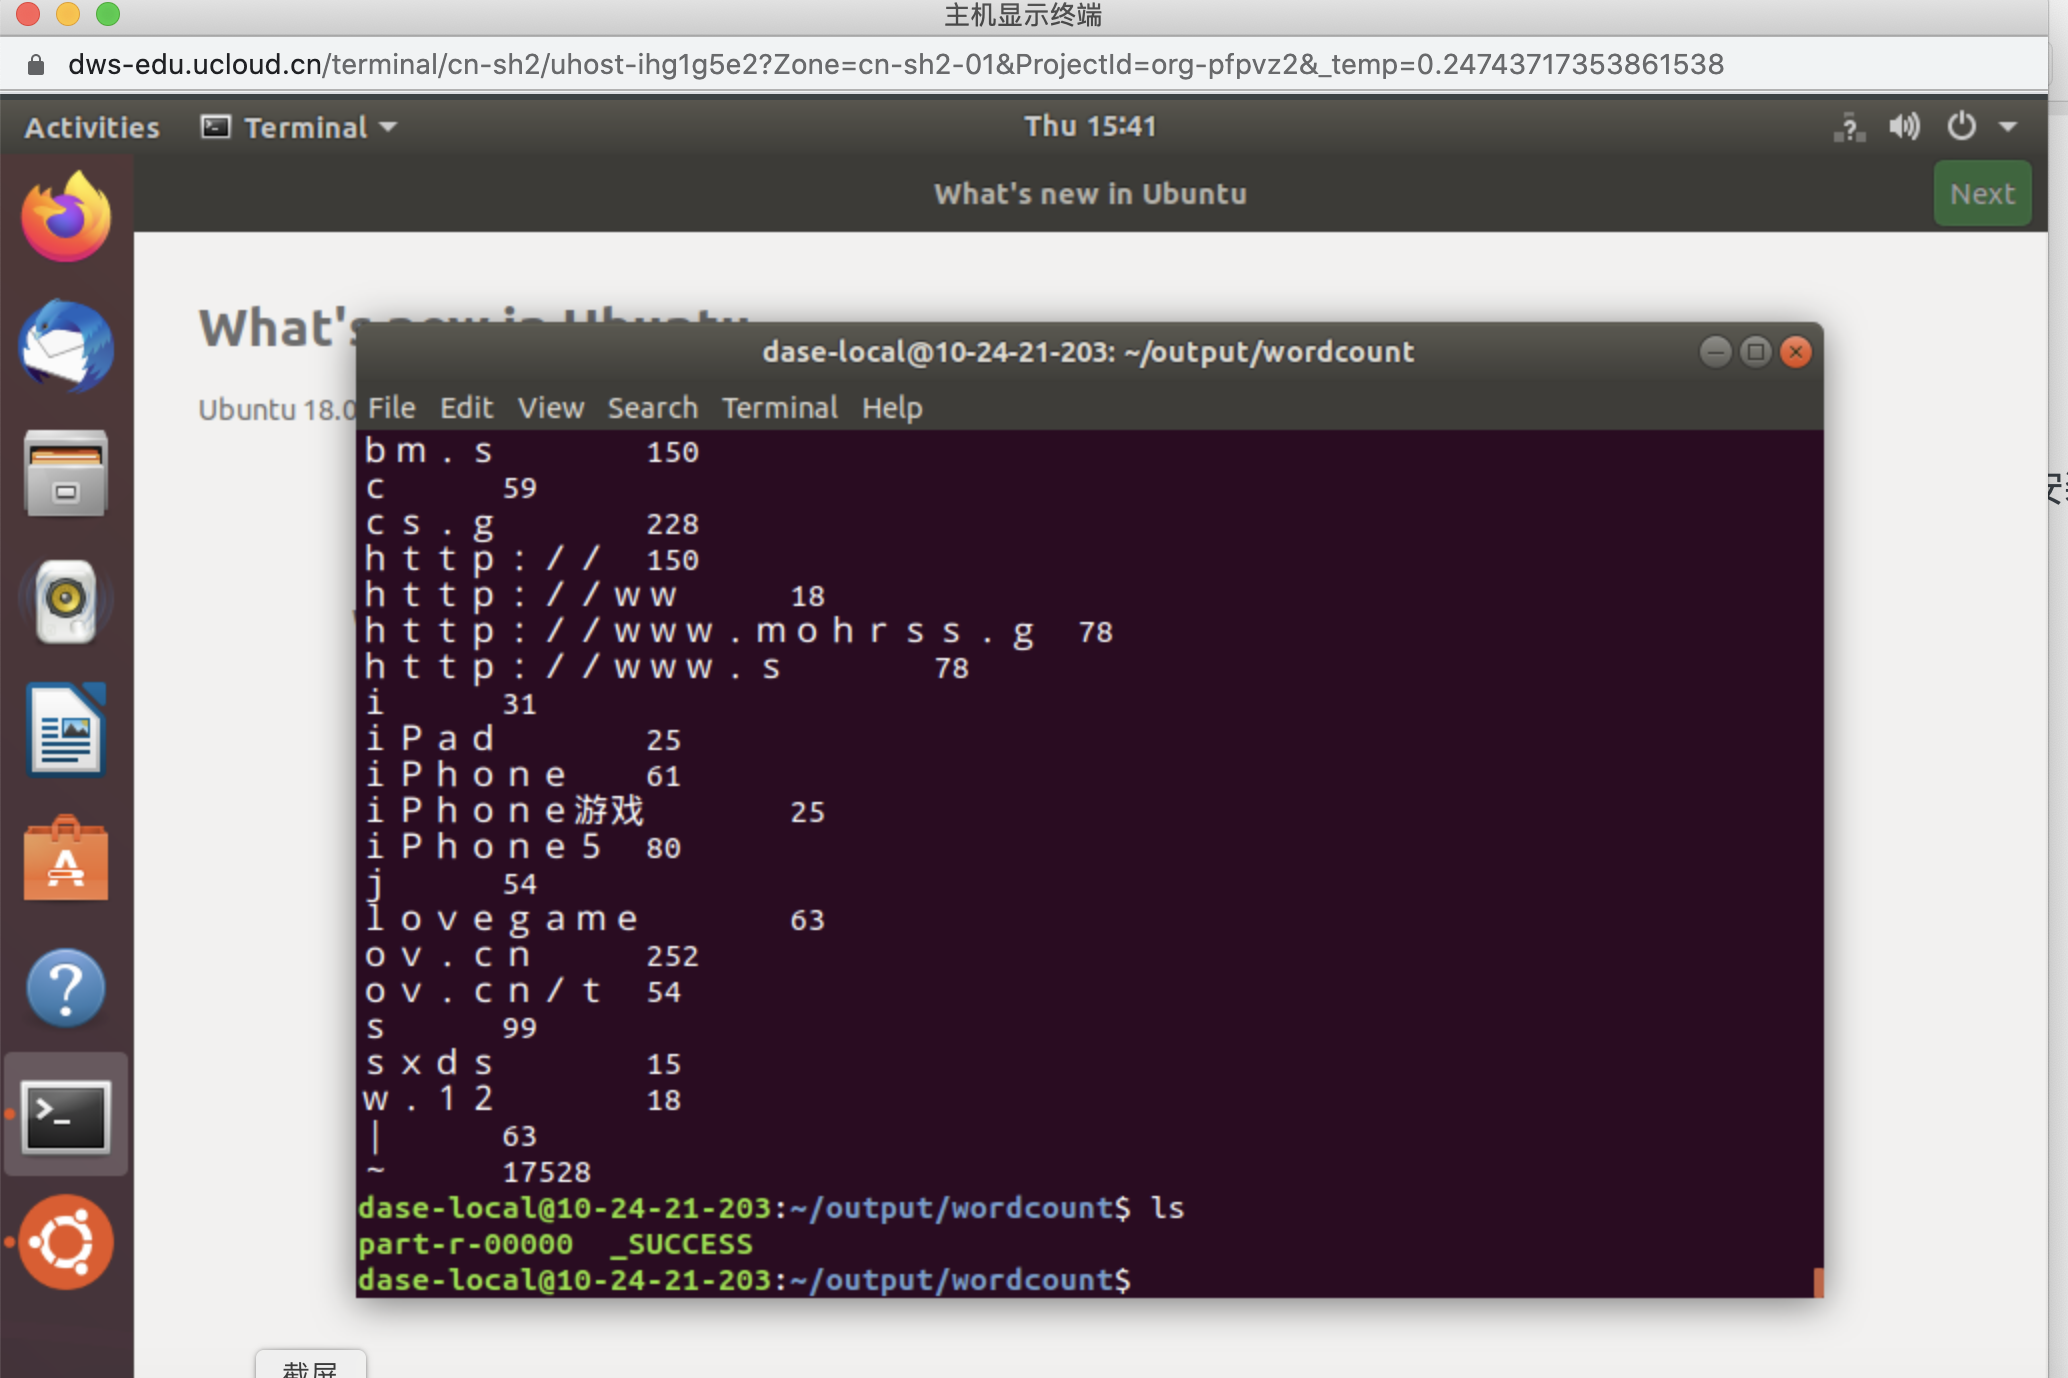 主机显示终端
dws-edu.ucloud.cn/terminal/cn-sh2/uhost-ihg1g5e2?Zone=cn-sh2-01&ProjectId=org-pfpvz2&_temp=0.24743717353861538
Activities Terminal Thu 15:41
What's new in Ubuntu Next
What's new in Ubuntu
dase-local@10-24-21-203: ~/output/wordcount
Ubuntu 18.0
File Edit View Search Terminal Help
ｂｍ．ｓ 150
ｃ 59
ｃｓ．ｇ 228
ｈｔｔｐ：／／ 150
ｈｔｔｐ：／／ｗｗ 18
ｈｔｔｐ：／／ｗｗｗ．ｍｏｈｒｓｓ．ｇ 78
ｈｔｔｐ：／／ｗｗｗ．ｓ 78
ｉ 31
ｉＰａｄ 25
ｉＰｈｏｎｅ 61
ｉＰｈｏｎｅ游戏 25
ｉＰｈｏｎｅ５ 80
ｊ 54
ｌｏｖｅｇａｍｅ 63
ｏｖ．ｃｎ 252
ｏｖ．ｃｎ／ｔ 54
ｓ 99
ｓｘｄｓ 15
ｗ．１２ 18
｜ 63
～ 17528
dase-local@10-24-21-203:~/output/wordcount$ ls
part-r-00000 _SUCCESS
dase-local@10-24-21-203:~/output/wordcount$
截屏